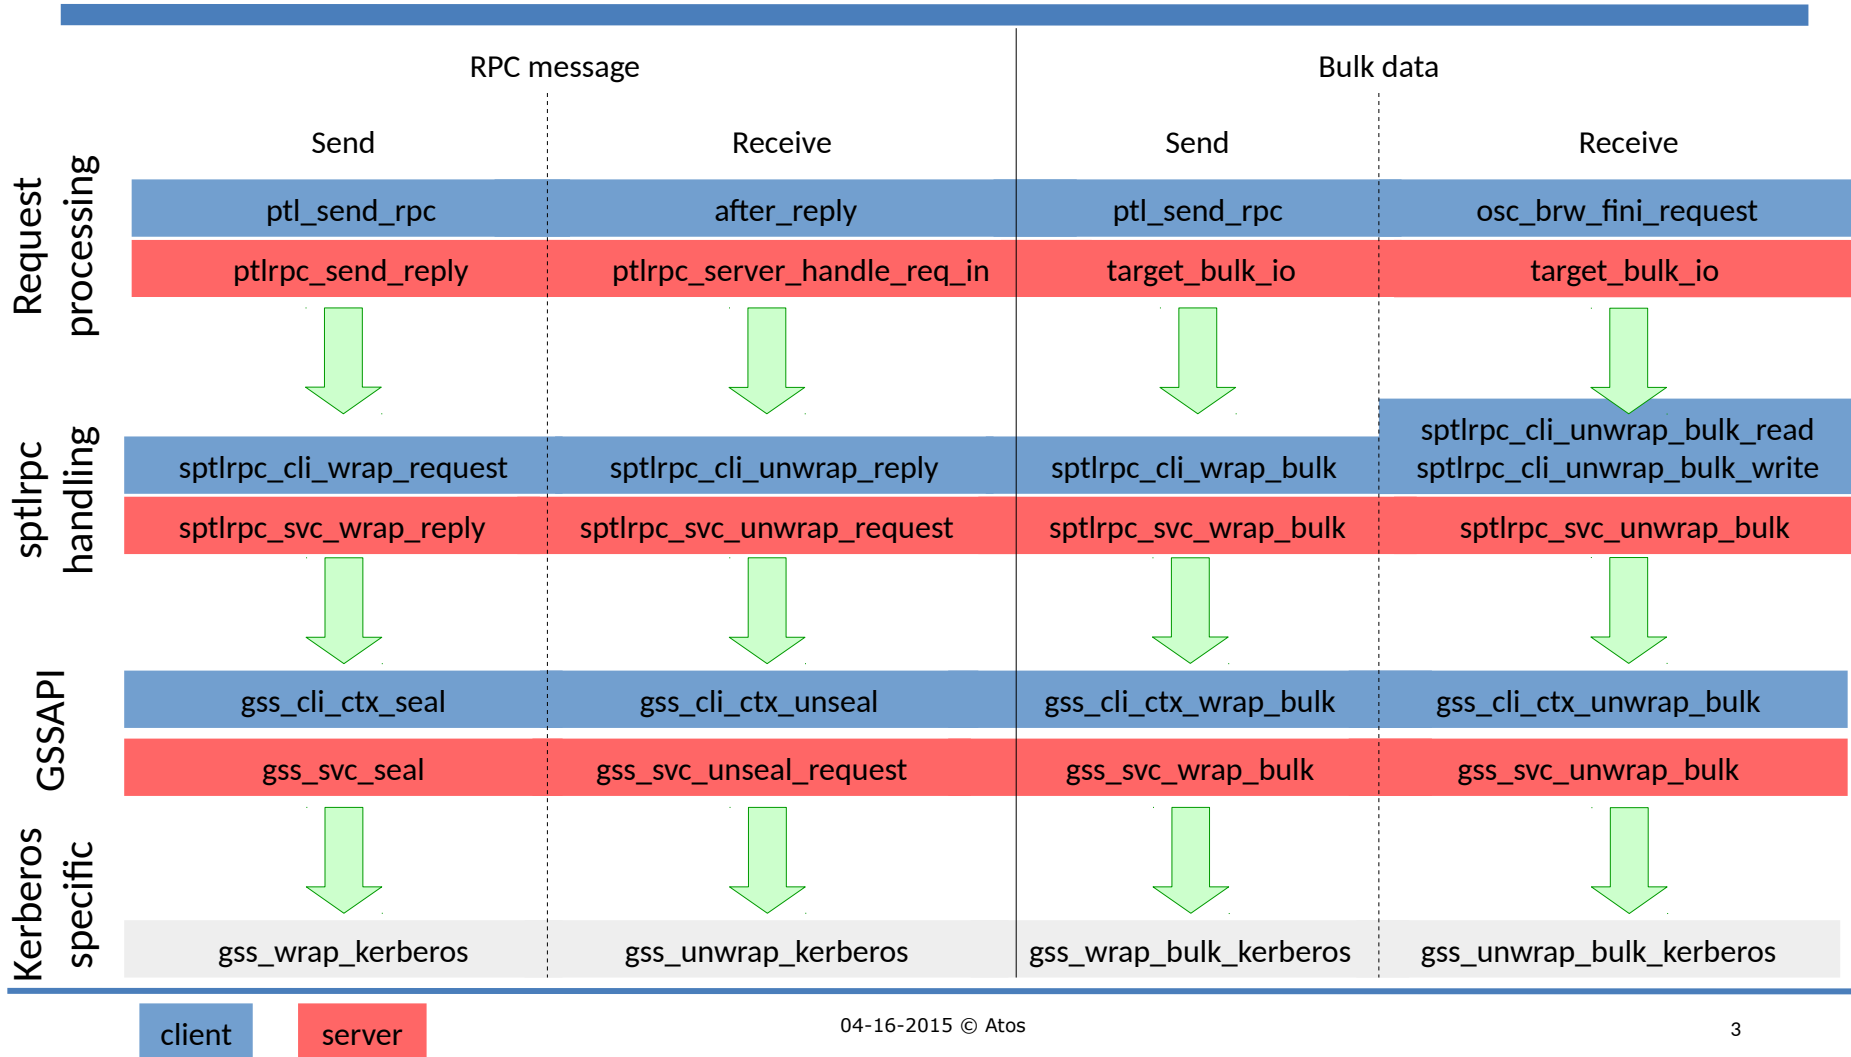 RPC message
Bulk data
Send
Receive
Send
Receive
Request
processing
ptl_send_rpc
after_reply
ptl_send_rpc
osc_brw_fini_request
ptlrpc_send_reply
ptlrpc_server_handle_req_in
target_bulk_io
target_bulk_io
sptlrpc
handling
sptlrpc_cli_wrap_request
sptlrpc_cli_unwrap_reply
sptlrpc_cli_wrap_bulk
sptlrpc_cli_unwrap_bulk_read
sptlrpc_cli_unwrap_bulk_write
sptlrpc_svc_wrap_reply
sptlrpc_svc_unwrap_request
sptlrpc_svc_wrap_bulk
sptlrpc_svc_unwrap_bulk
GSSAPI
gss_cli_ctx_seal
gss_cli_ctx_unseal
gss_cli_ctx_wrap_bulk
gss_cli_ctx_unwrap_bulk
gss_svc_seal
gss_svc_unseal_request
gss_svc_wrap_bulk
gss_svc_unwrap_bulk
Kerberos
specific
gss_wrap_kerberos
gss_unwrap_kerberos
gss_wrap_bulk_kerberos
gss_unwrap_bulk_kerberos
client
server
04-16-2015 © Atos
3